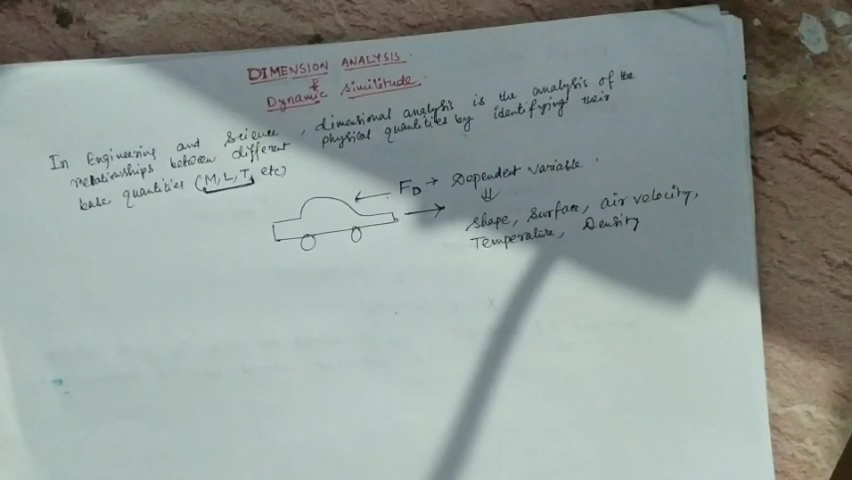 DIMENSION ANALYSIS.
&
Dynamic similitude.
In Engineering and Science, dimensional analysis is the analysis of the
relationships between different physical quantities by identifying their
base quantities (M, L, T, etc)
FD → Dependent variable.
⇓
shape, surface, air velocity,
Temperature, Density